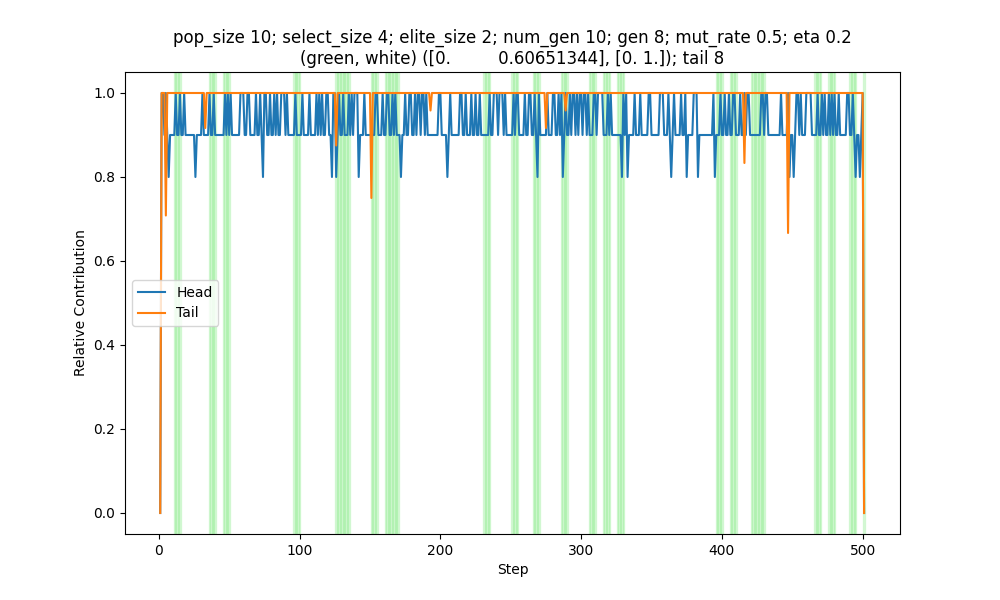 pop_size 10; select_size 4; elite_size 2; num_gen 10; gen 8; mut_rate 0.5; eta 0.2
(green, white) ([0. 0.60651344], [0. 1.]); tail 8
1.0
0.8
0.6
0.4
0.2
0.0
Relative Contribution
Head
Tail
0 100 200 300 400 500
Step